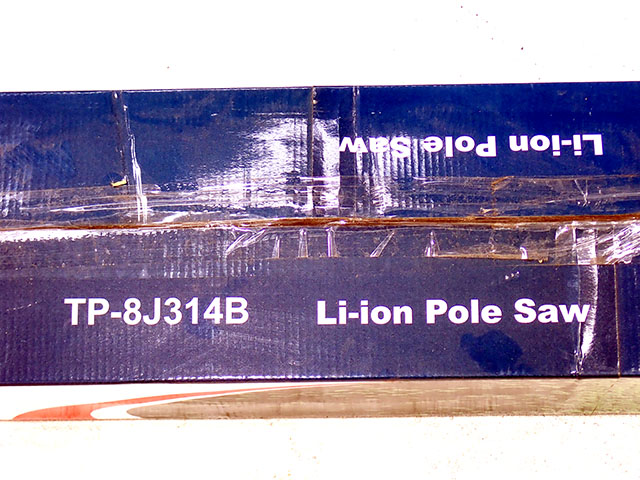 Li-ion Pole Saw
TP-8J314B Li-ion Pole Saw